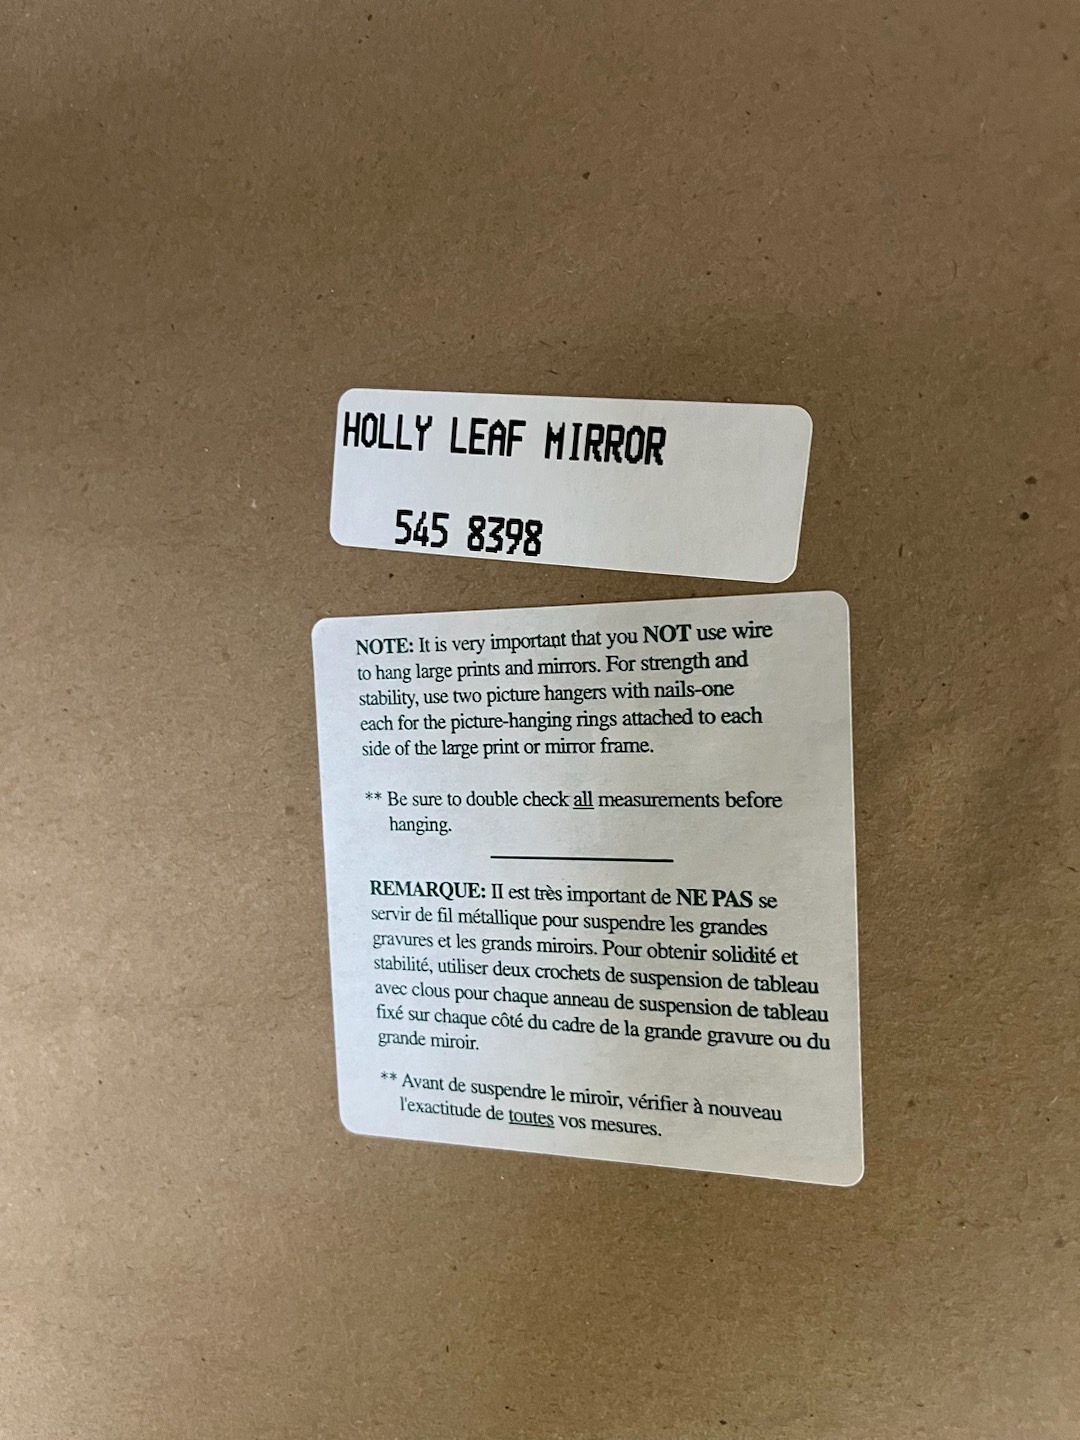 HOLLY LEAF MIRROR
545 8398
NOTE: It is very important that you NOT use wire
to hang large prints and mirrors. For strength and
stability, use two picture hangers with nails-one
each for the picture-hanging rings attached to each
side of the large print or mirror frame.
** Be sure to double check all measurements before
hanging.
REMARQUE: II est très important de NE PAS se
servir de fil métallique pour suspendre les grandes
gravures et les grands miroirs. Pour obtenir solidité et
stabilité, utiliser deux crochets de suspension de tableau
avec clous pour chaque anneau de suspension de tableau
fixé sur chaque côté du cadre de la grande gravure ou du
grande miroir.
** Avant de suspendre le miroir, vérifier à nouveau
l'exactitude de toutes vos mesures.